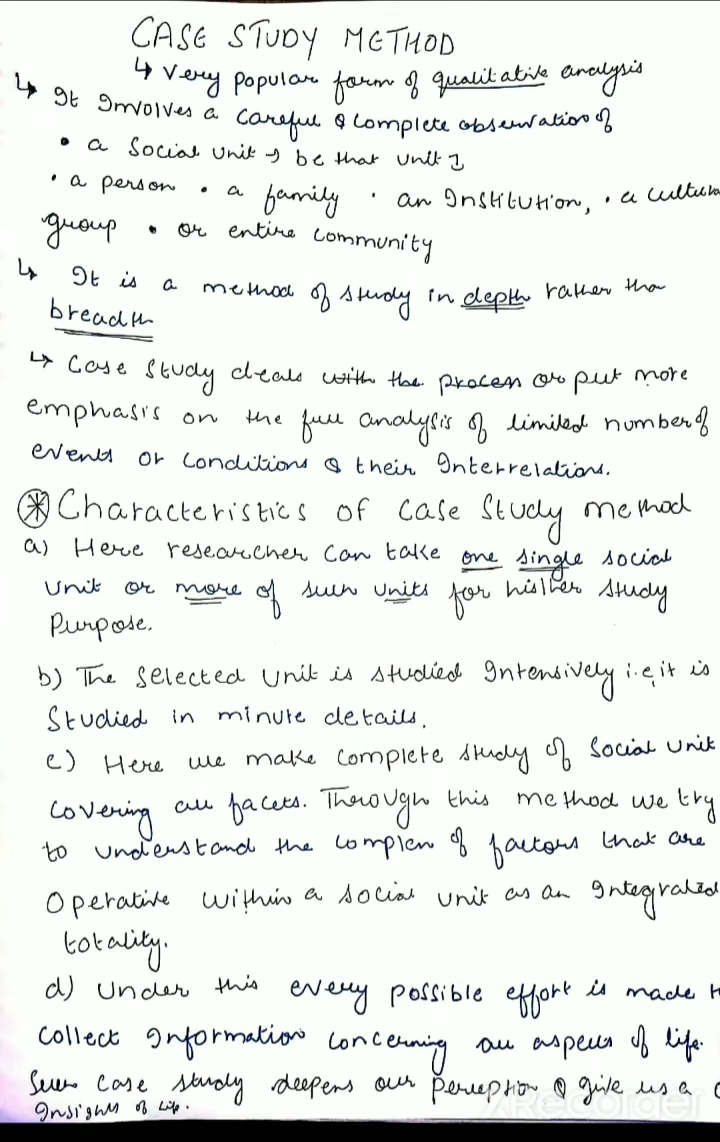 CASE STUDY METHOD
↳ Very popular form of qualitative analysis
↳ It Involves a careful & complete observation of
• a Social unit → be that unit I
• a person • a family • an Institution, • a cultura
group • or entire community
↳ It is a method of study in depth rather tha
breadth
↳ Case Study deals with the process or put more
emphasis on the full analysis of limited number of
events or conditions & their Interrelations.
* Characteristics of Case Study method
a) Here researcher can take one single social
unit or more of such units for his/her study
Purpose.
b) The Selected Unit is studied Intensively i.e, it is
Studied in minute details.
c) Here we make complete study of Social unit
covering all facets. Through this method we try
to understand the complex of factors that are
Operative within a social unit as an Integrated
totality.
d) Under this every possible effort is made t
collect Information concerning all aspects of life.
Such Case study deepens our perception & give us a
Insights of life.
XRecorder